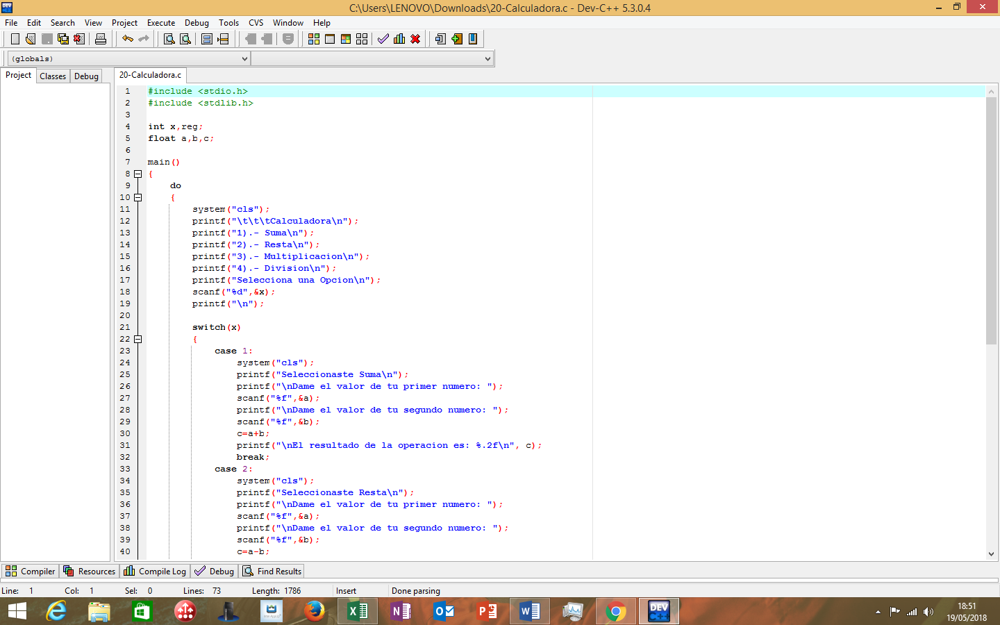 C:\Users\LENOVO\Downloads\20-Calculadora.c - Dev-C++ 5.3.0.4
File Edit Search View Project Execute Debug Tools CVS Window Help
(globals)
Project Classes Debug 20-Calculadora.c
1 #include <stdio.h>
2 #include <stdlib.h>
3
4 int x,reg;
5 float a,b,c;
6
7 main()
8 {
9 do
10 {
11 system("cls");
12 printf("\t\t\tCalculadora\n");
13 printf("1).- Suma\n");
14 printf("2).- Resta\n");
15 printf("3).- Multiplicacion\n");
16 printf("4).- Division\n");
17 printf("Selecciona una Opcion\n");
18 scanf("%d",&x);
19 printf("\n");
20
21 switch(x)
22 {
23 case 1:
24 system("cls");
25 printf("Seleccionaste Suma\n");
26 printf("\nDame el valor de tu primer numero: ");
27 scanf("%f",&a);
28 printf("\nDame el valor de tu segundo numero: ");
29 scanf("%f",&b);
30 c=a+b;
31 printf("\nEl resultado de la operacion es: %.2f\n", c);
32 break;
33 case 2:
34 system("cls");
35 printf("Seleccionaste Resta\n");
36 printf("\nDame el valor de tu primer numero: ");
37 scanf("%f",&a);
38 printf("\nDame el valor de tu segundo numero: ");
39 scanf("%f",&b);
40 c=a-b;
Compiler Resources Compile Log Debug Find Results
Line: 1 Col: 1 Sel: 0 Lines: 73 Length: 1786 Insert Done parsing
DEV C++
18:51
19/05/2018